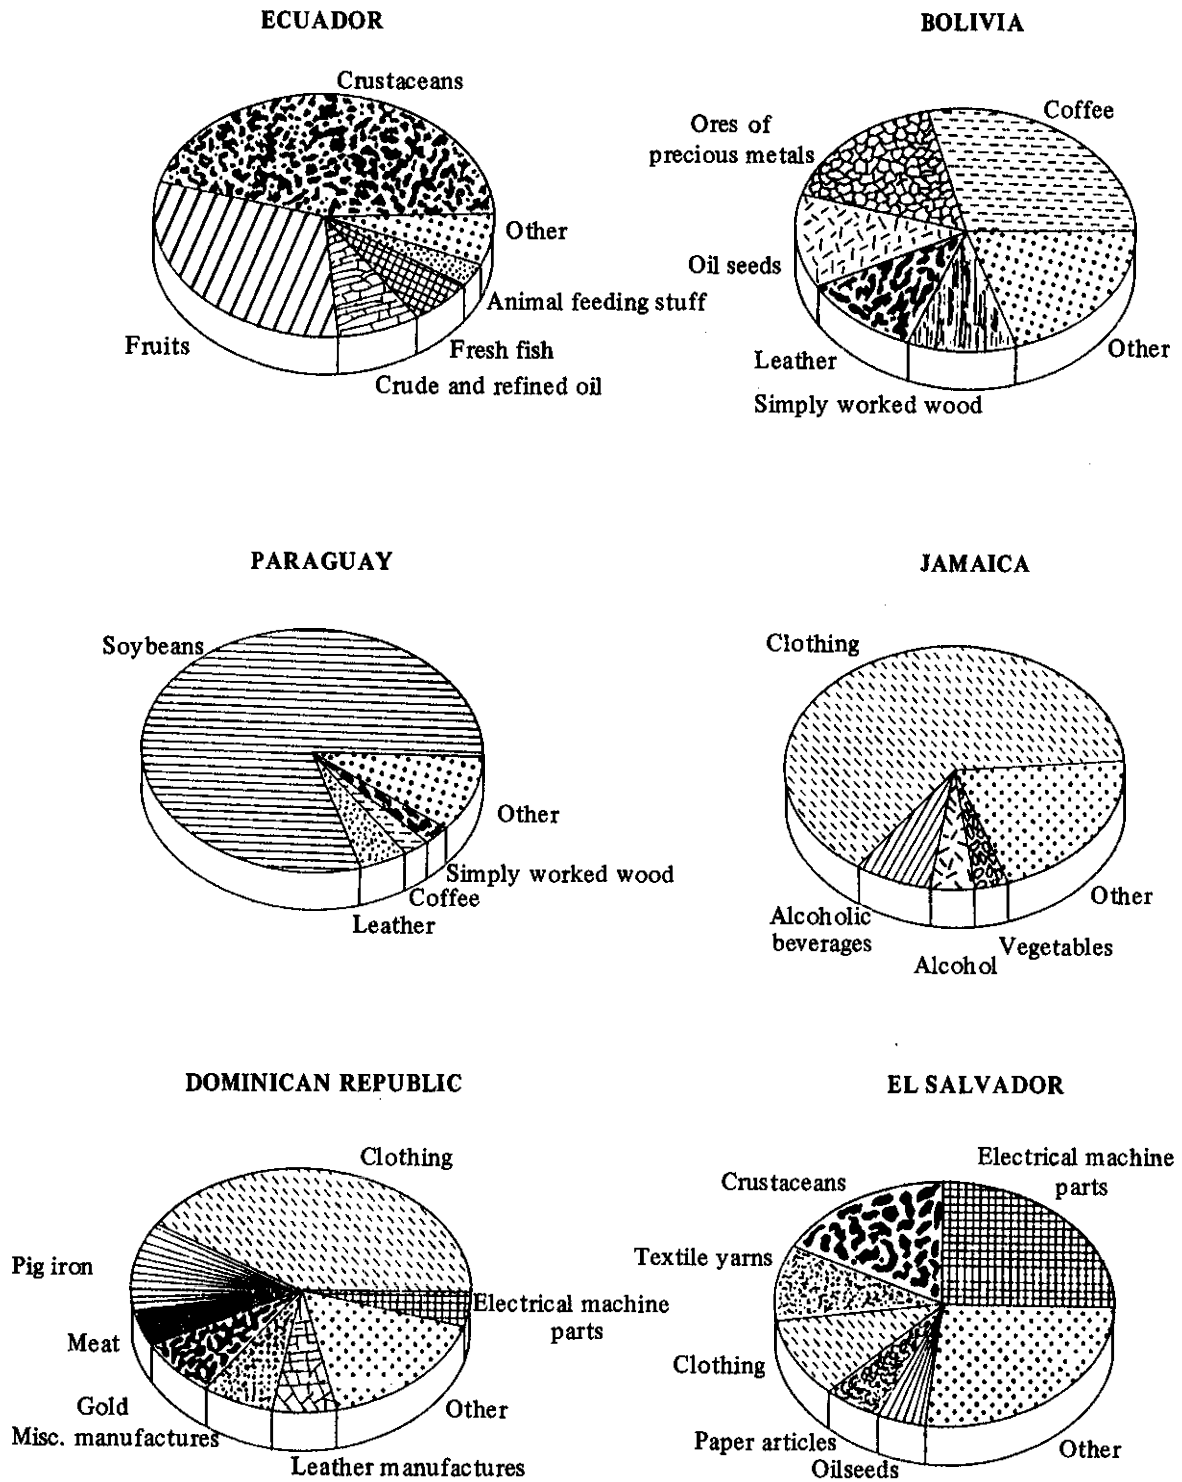 ECUADOR
Crustaceans
Other
Animal feeding stuff
Fresh fish
Crude and refined oil
Fruits
BOLIVIA
Coffee
Ores of
precious metals
Oil seeds
Leather
Simply worked wood
Other
PARAGUAY
Soybeans
Other
Simply worked wood
Coffee
Leather
JAMAICA
Clothing
Other
Alcoholic
beverages
Vegetables
Alcohol
DOMINICAN REPUBLIC
Clothing
Pig iron
Electrical machine
parts
Meat
Gold
Other
Misc. manufactures
Leather manufactures
EL SALVADOR
Electrical machine
parts
Crustaceans
Textile yarns
Clothing
Paper articles
Oilseeds
Other